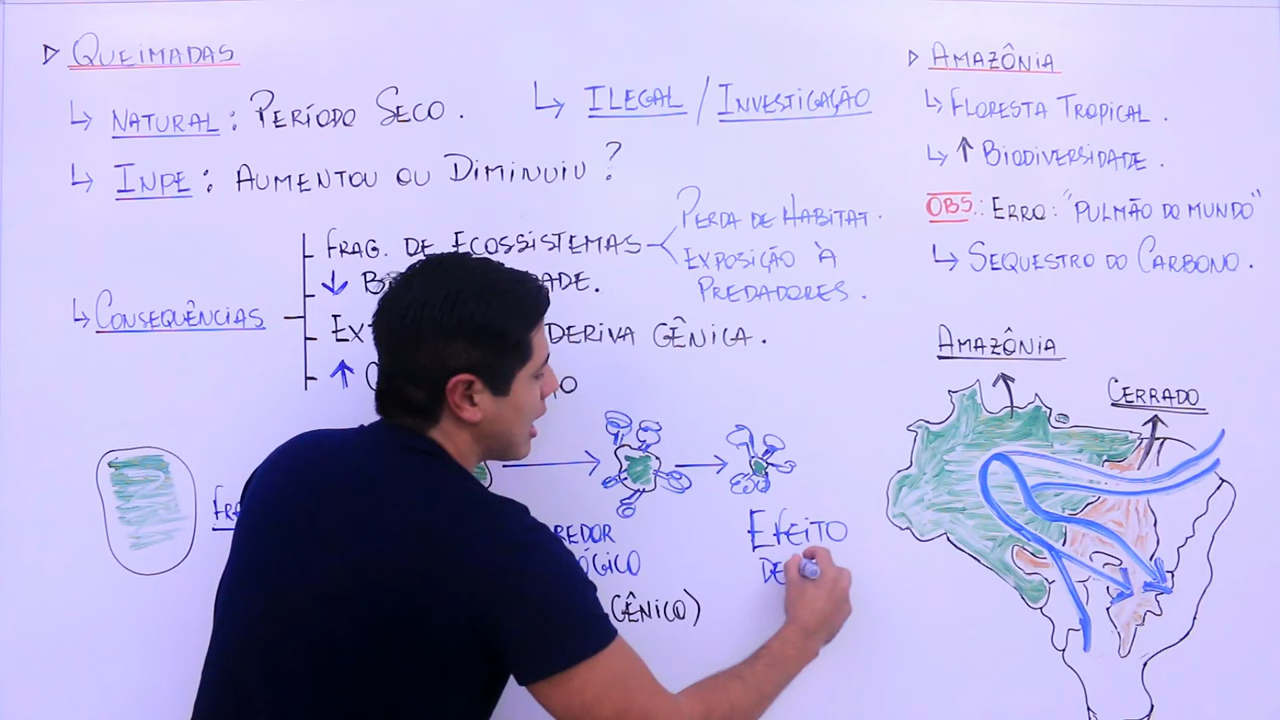 ▷ QUEIMADAS
↳ NATURAL: PERÍODO SECO.
↳ ILEGAL / INVESTIGAÇÃO
↳ INPE: AUMENTOU OU DIMINUIU?
↳ CONSEQUÊNCIAS
FRAG. DE ECOSSISTEMAS
PERDA DE HABITAT.
EXPOSIÇÃO À
PREDADORES.
↓
DERIVA GÊNICA.
↑
EFEITO
DE
GÊNICO)
▷ AMAZÔNIA
↳ FLORESTA TROPICAL.
↳ ↑ BIODIVERSIDADE.
OBS.: ERRO: "PULMÃO DO MUNDO"
↳ SEQUESTRO DO CARBONO.
AMAZÔNIA
CERRADO